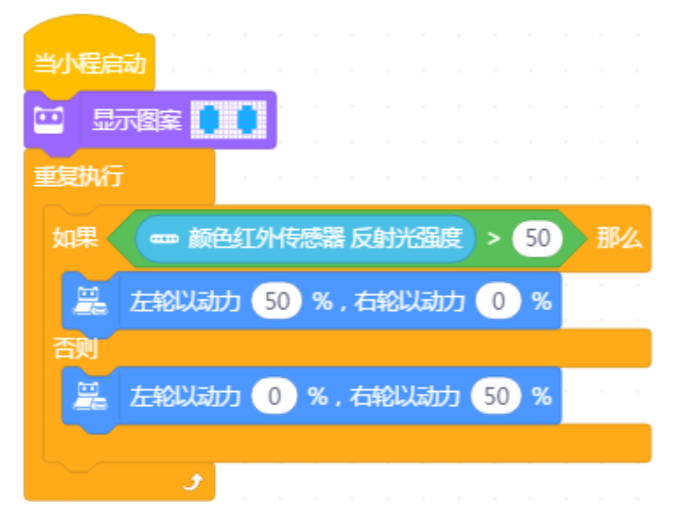 当小程启动
显示图案
重复执行
如果 颜色红外传感器 反射光强度 > 50 那么
左轮以动力 50 %，右轮以动力 0 %
否则
左轮以动力 0 %，右轮以动力 50 %